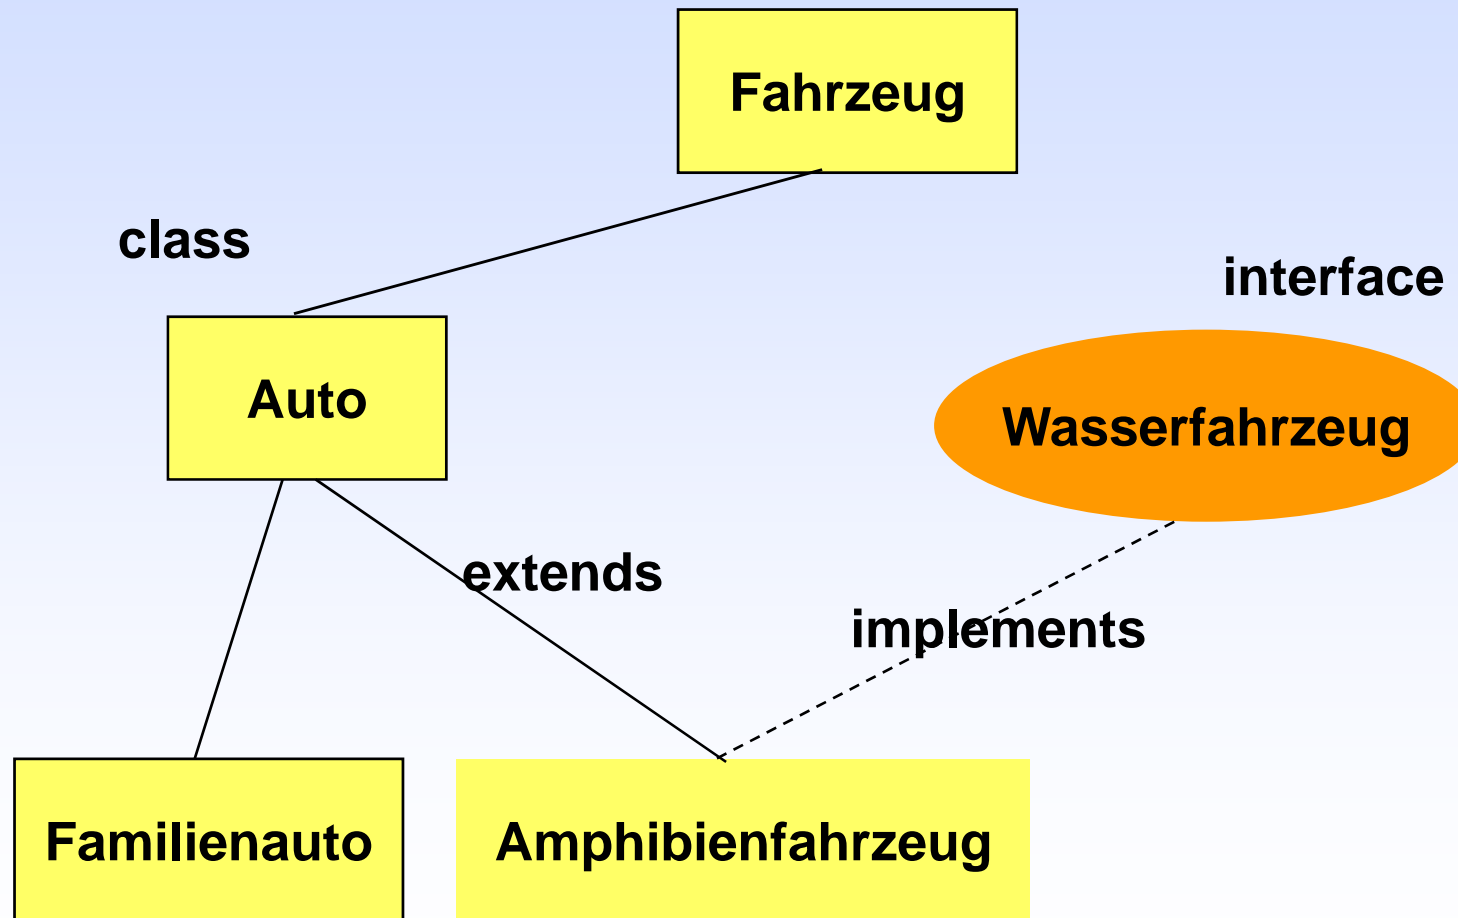 Fahrzeug
class
interface
Auto
Wasserfahrzeug
extends
implements
Familienauto
Amphibienfahrzeug